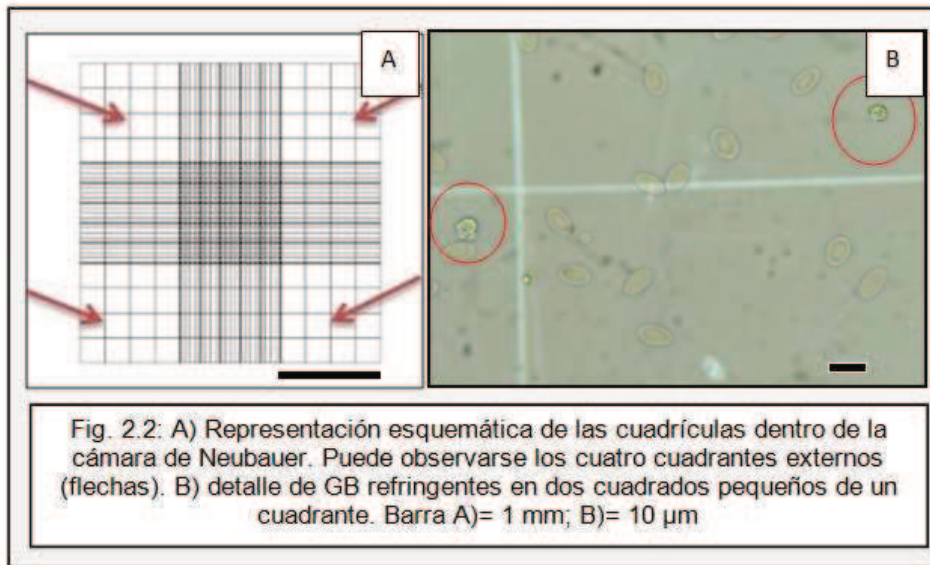 A
B
Fig. 2.2: A) Representación esquemática de las cuadrículas dentro de la
cámara de Neubauer. Puede observarse los cuatro cuadrantes externos
(flechas). B) detalle de GB refringentes en dos cuadrados pequeños de un
cuadrante. Barra A)= 1 mm; B)= 10 µm